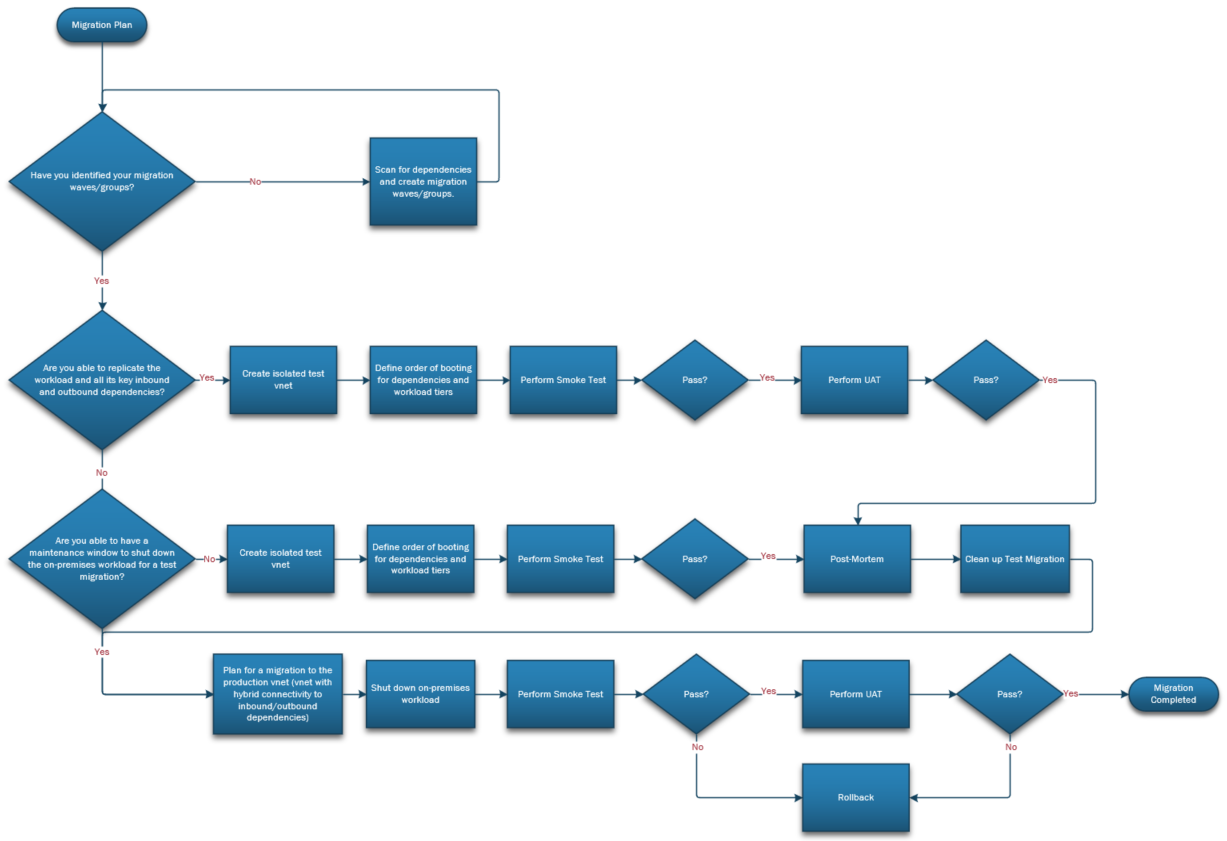 Migration Plan
Have you identified your migration
waves/groups?
No
Scan for dependencies
and create migration
waves/groups.
Yes
Are you able to replicate the
workload and all its key inbound
and outbound dependencies?
Yes
Create isolated test
vnet
Define order of booting
for dependencies and
workload tiers
Perform Smoke Test
Pass?
Yes
Perform UAT
Pass?
Yes
No
Are you able to have a
maintenance window to shut down
the on-premises workload for a test
migration?
No
Create isolated test
vnet
Define order of booting
for dependencies and
workload tiers
Perform Smoke Test
Pass?
Yes
Post-Mortem
Clean up Test Migration
Yes
Plan for a migration to the
production vnet (vnet with
hybrid connectivity to
inbound/outbound
dependencies)
Shut down on-premises
workload
Perform Smoke Test
Pass?
Yes
Perform UAT
Pass?
Yes
Migration
Completed
No
No
Rollback